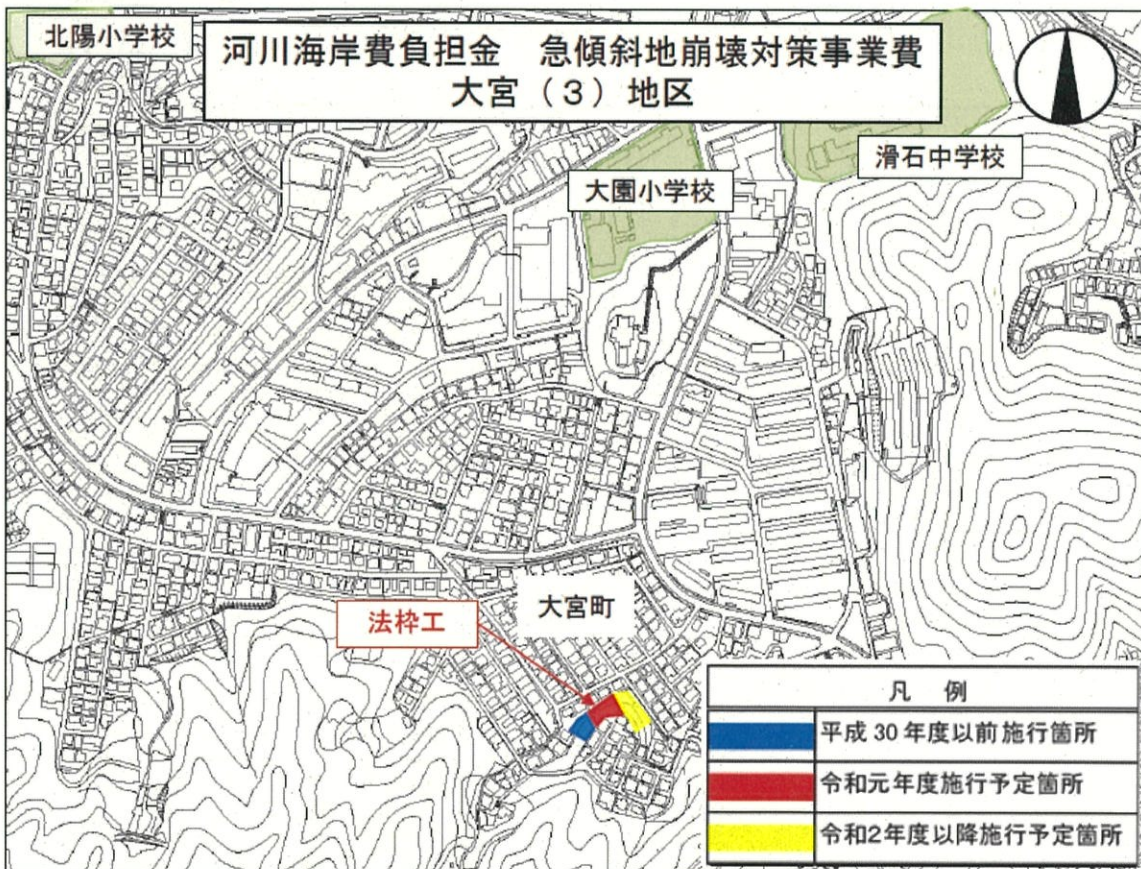 北陽小学校
河川海岸費負担金　急傾斜地崩壊対策事業費
大宮（３）地区
滑石中学校
大園小学校
大宮町
法枠工
凡　例
平成 30 年度以前施行箇所
令和元年度施行予定箇所
令和2年度以降施行予定箇所